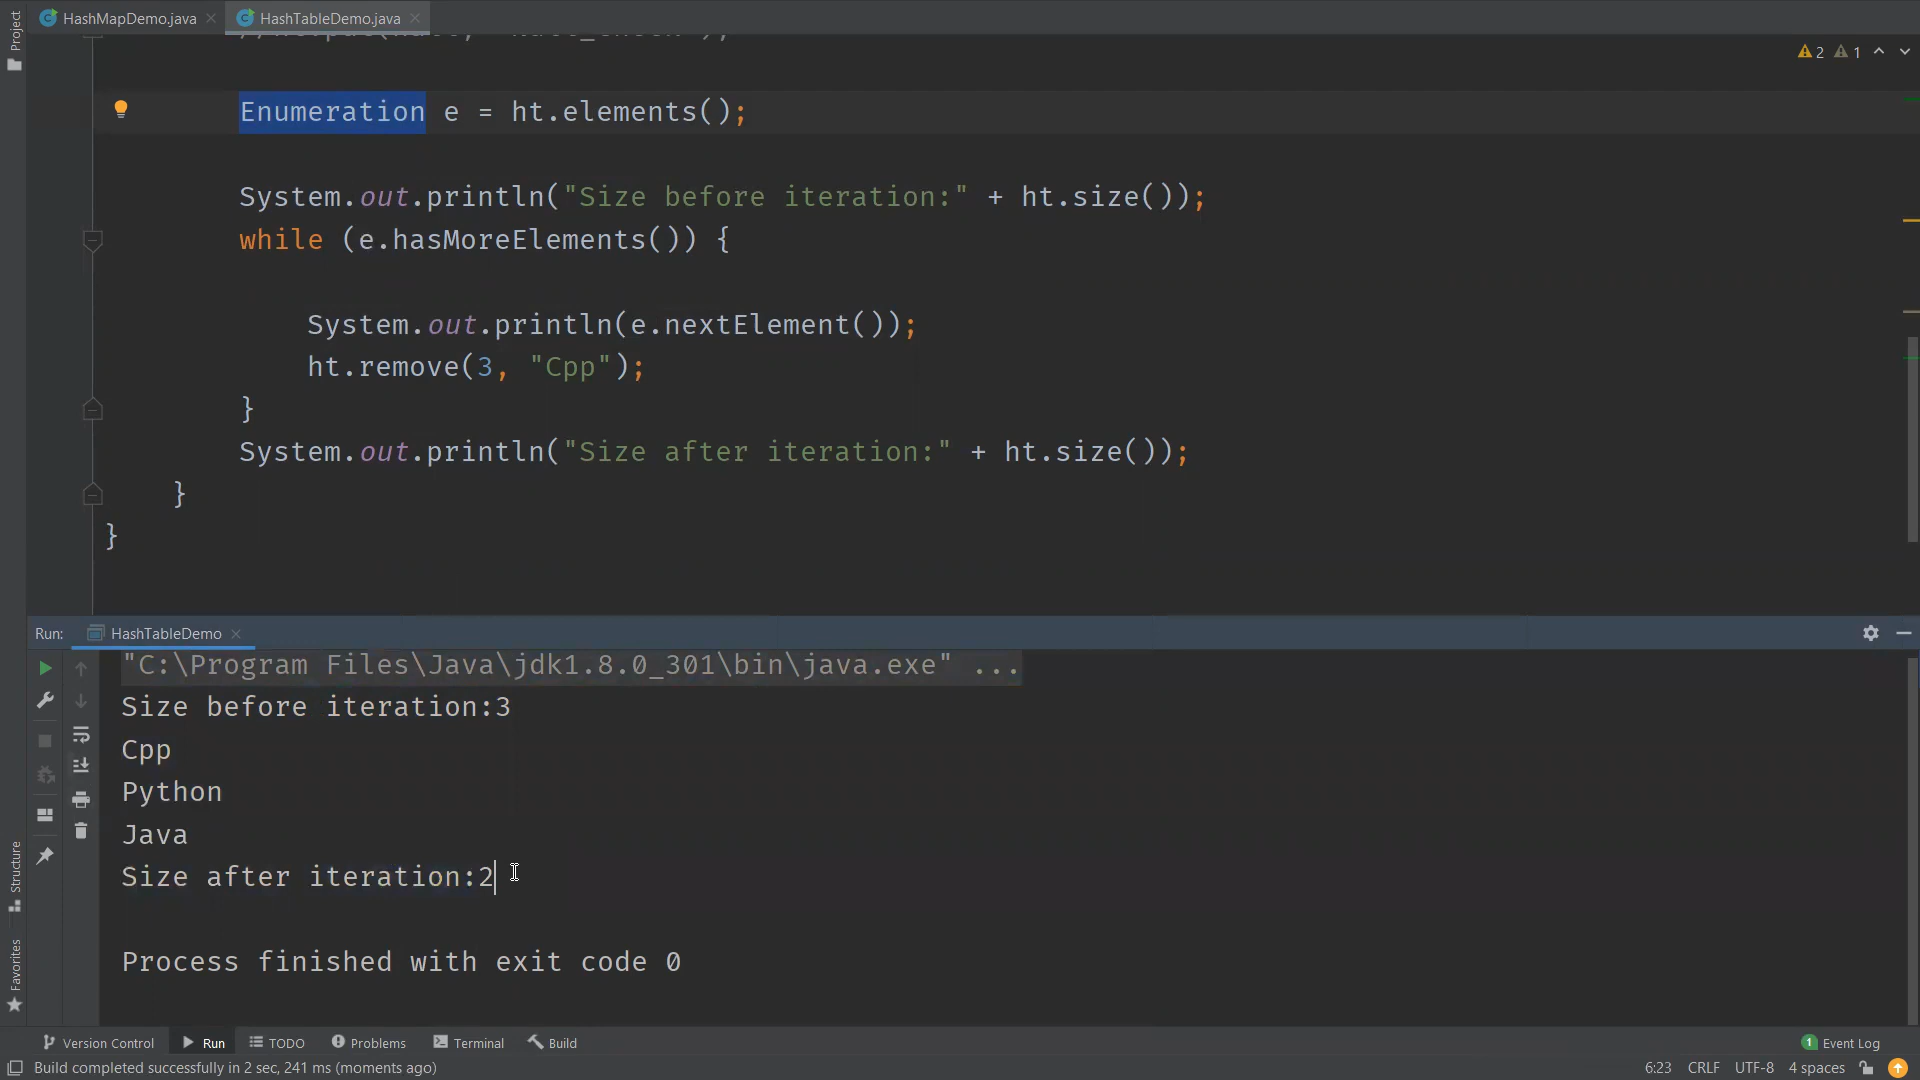 Project
HashMapDemo.java
HashTableDemo.java
2
1
Enumeration e = ht.elements();
System.out.println("Size before iteration:" + ht.size());
while (e.hasMoreElements()) {
System.out.println(e.nextElement());
ht.remove(3, "Cpp");
}
System.out.println("Size after iteration:" + ht.size());
}
}
Run:
HashTableDemo
"C:\Program Files\Java\jdk1.8.0_301\bin\java.exe" ...
Size before iteration:3
Cpp
Python
Java
Size after iteration:2
Process finished with exit code 0
Structure
Favorites
Version Control
Run
TODO
Problems
Terminal
Build
1 Event Log
Build completed successfully in 2 sec, 241 ms (moments ago)
6:23
CRLF
UTF-8
4 spaces